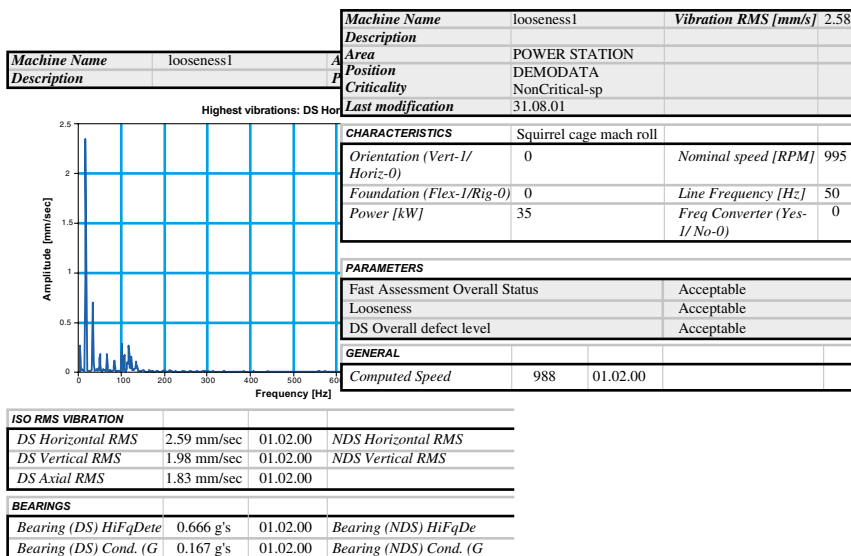 Machine Name looseness1 Vibration RMS [mm/s] 2.58
Description
Area POWER STATION
Position DEMODATA
Criticality NonCritical-sp
Last modification 31.08.01
CHARACTERISTICS Squirrel cage mach roll
Orientation (Vert-1/ 0 Nominal speed [RPM] 995
Horiz-0)
Foundation (Flex-1/Rig-0) 0 Line Frequency [Hz] 50
Power [kW] 35 Freq Converter (Yes- 0
1/ No-0)
PARAMETERS
Fast Assessment Overall Status Acceptable
Looseness Acceptable
DS Overall defect level Acceptable
GENERAL
Computed Speed 988 01.02.00
Machine Name looseness1 A
Description P
Highest vibrations: DS Hor
Amplitude [mm/sec]
2.5
2
1.5
1
0.5
0
0 100 200 300 400 500
Frequency [Hz]
ISO RMS VIBRATION
DS Horizontal RMS 2.59 mm/sec 01.02.00 NDS Horizontal RMS
DS Vertical RMS 1.98 mm/sec 01.02.00 NDS Vertical RMS
DS Axial RMS 1.83 mm/sec 01.02.00
BEARINGS
Bearing (DS) HiFqDete 0.666 g's 01.02.00 Bearing (NDS) HiFqDe
Bearing (DS) Cond. (G 0.167 g's 01.02.00 Bearing (NDS) Cond. (G